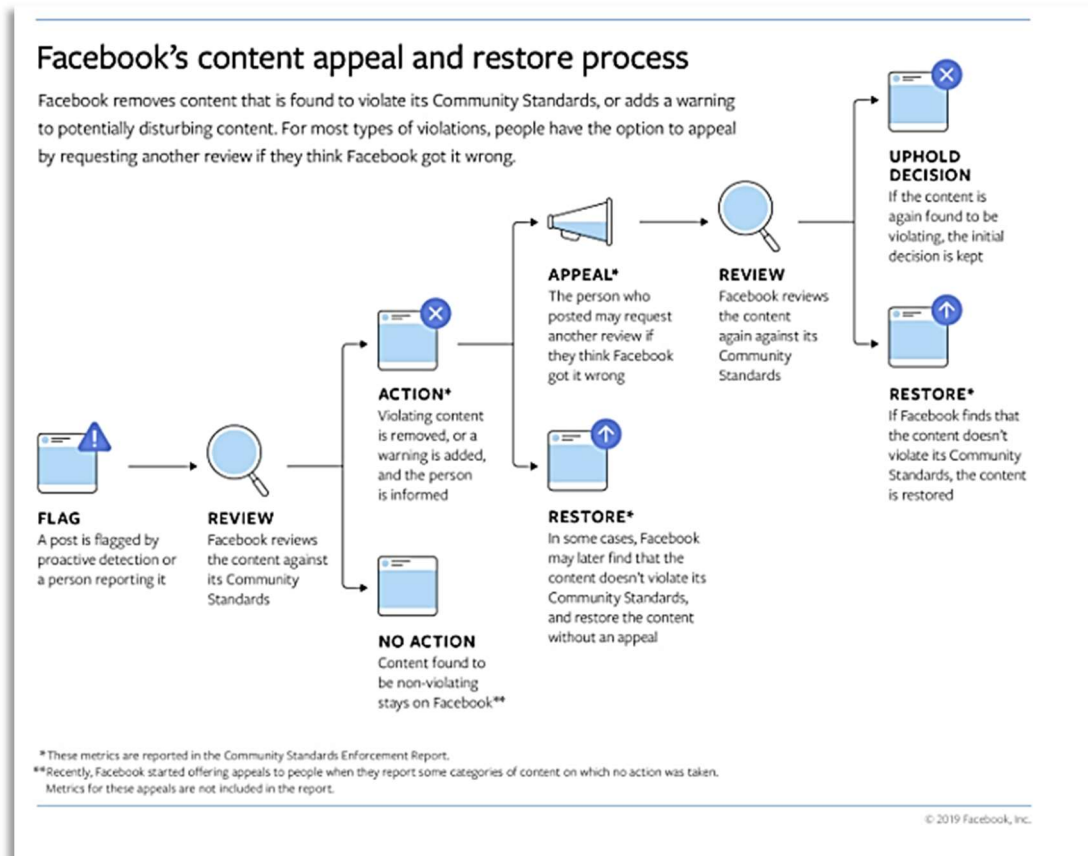 Facebook's content appeal and restore process
Facebook removes content that is found to violate its Community Standards, or adds a warning
to potentially disturbing content. For most types of violations, people have the option to appeal
by requesting another review if they think Facebook got it wrong.
FLAG
A post is flagged by
proactive detection or
a person reporting it
REVIEW
Facebook reviews
the content against
its Community
Standards
ACTION*
Violating content
is removed, or a
warning is added,
and the person
is informed
NO ACTION
Content found to
be non-violating
stays on Facebook**
APPEAL*
The person who
posted may request
another review if
they think Facebook
got it wrong
RESTORE*
In some cases, Facebook
may later find that the
content doesn't violate its
Community Standards,
and restore the content
without an appeal
REVIEW
Facebook reviews
the content
again against its
Community
Standards
UPHOLD
DECISION
If the content is
again found to be
violating, the initial
decision is kept
RESTORE*
If Facebook finds that
the content doesn't
violate its Community
Standards, the content
is restored
*These metrics are reported in the Community Standards Enforcement Report.
**Recently, Facebook started offering appeals to people when they report some categories of content on which no action was taken.
Metrics for these appeals are not included in the report.
© 2019 Facebook, Inc.